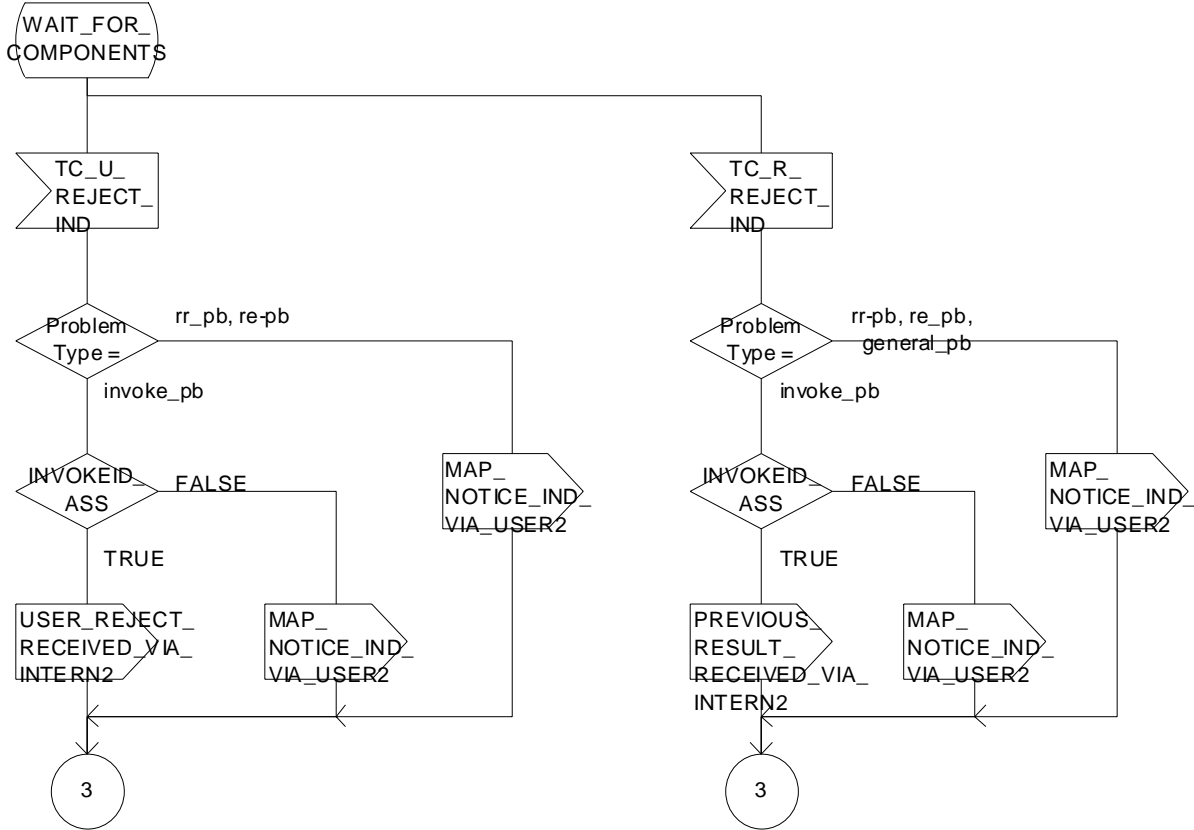 WAIT_FOR_
COMPONENTS
TC_U_
REJECT_
IND
TC_R_
REJECT_
IND
Problem
Type =
rr_pb, re-pb
invoke_pb
Problem
Type =
rr-pb, re_pb,
general_pb
invoke_pb
INVOKEID_
ASS
FALSE
TRUE
MAP_
NOTICE_IND_
VIA_USER2
INVOKEID_
ASS
FALSE
TRUE
MAP_
NOTICE_IND_
VIA_USER2
USER_REJECT_
RECEIVED_VIA_
INTERN2
MAP_
NOTICE_IND_
VIA_USER2
PREVIOUS_
RESULT_
RECEIVED_VIA_
INTERN2
MAP_
NOTICE_IND_
VIA_USER2
3
3